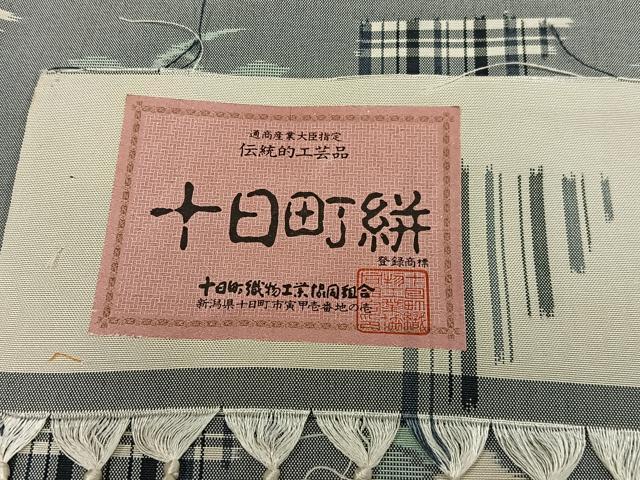 通商産業大臣指定
伝統的工芸品
十日町絣
登録商標
十日町織物工業協同組合
新潟県十日町市寅甲壱番地の壱